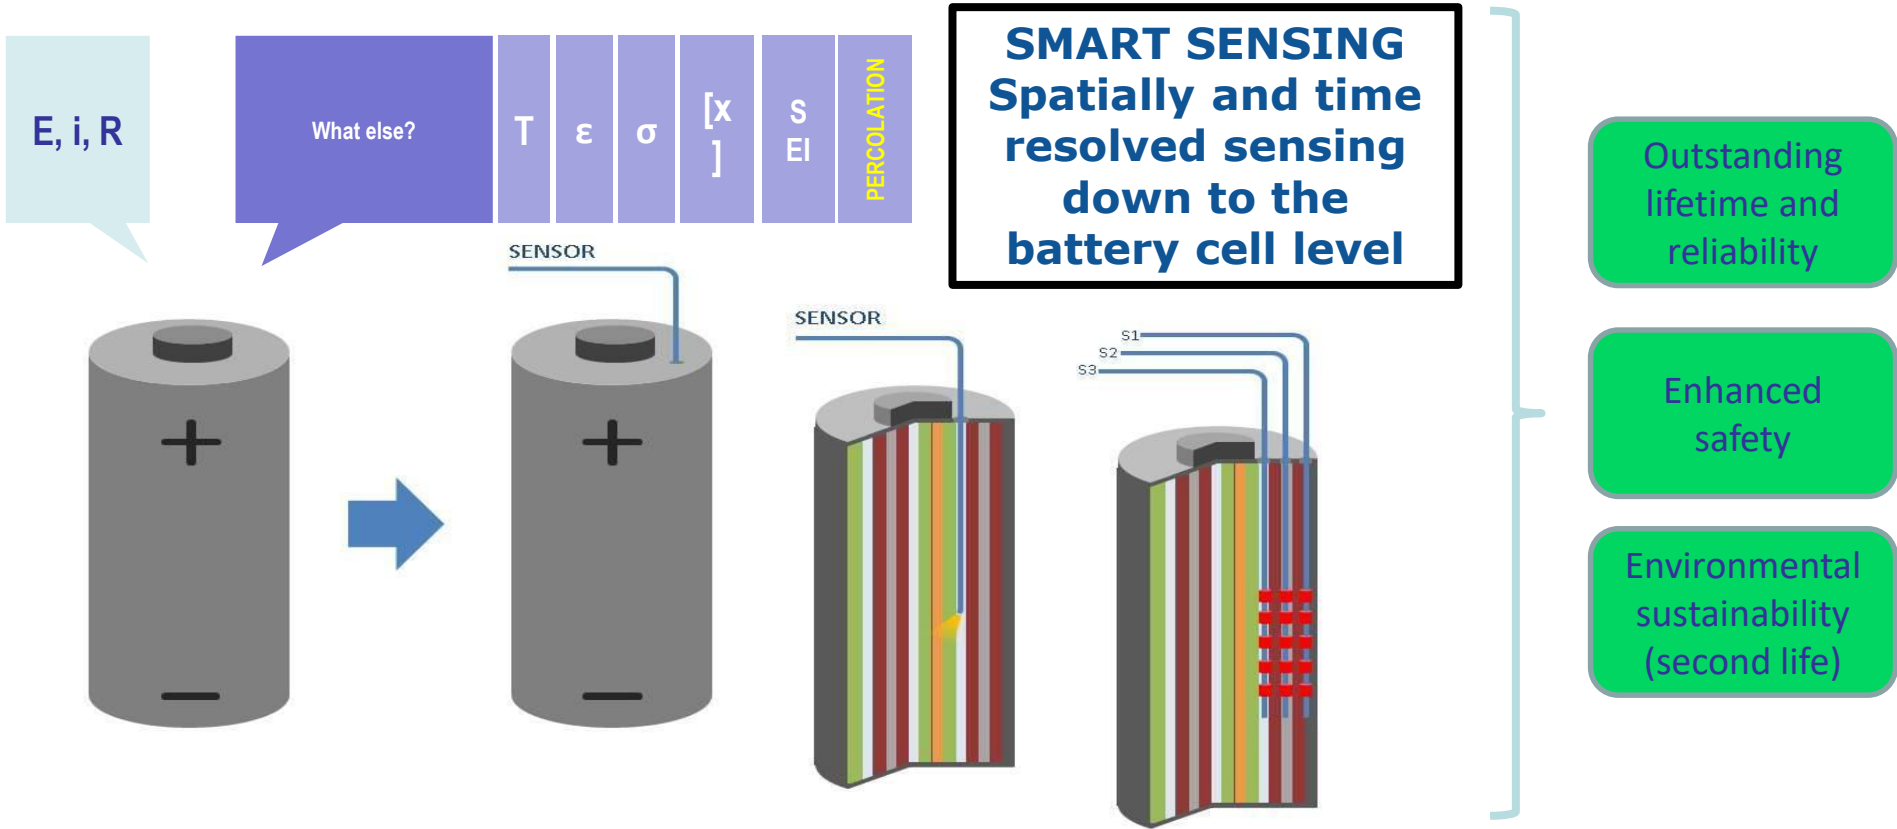 E, i, R
What else?
T
ε
σ
[x
]
S
EI
PERCOLATION
SMART SENSING
Spatially and time
resolved sensing
down to the
battery cell level
SENSOR
SENSOR
S1
S2
S3
+
−
+
−
Outstanding
lifetime and
reliability
Enhanced
safety
Environmental
sustainability
(second life)